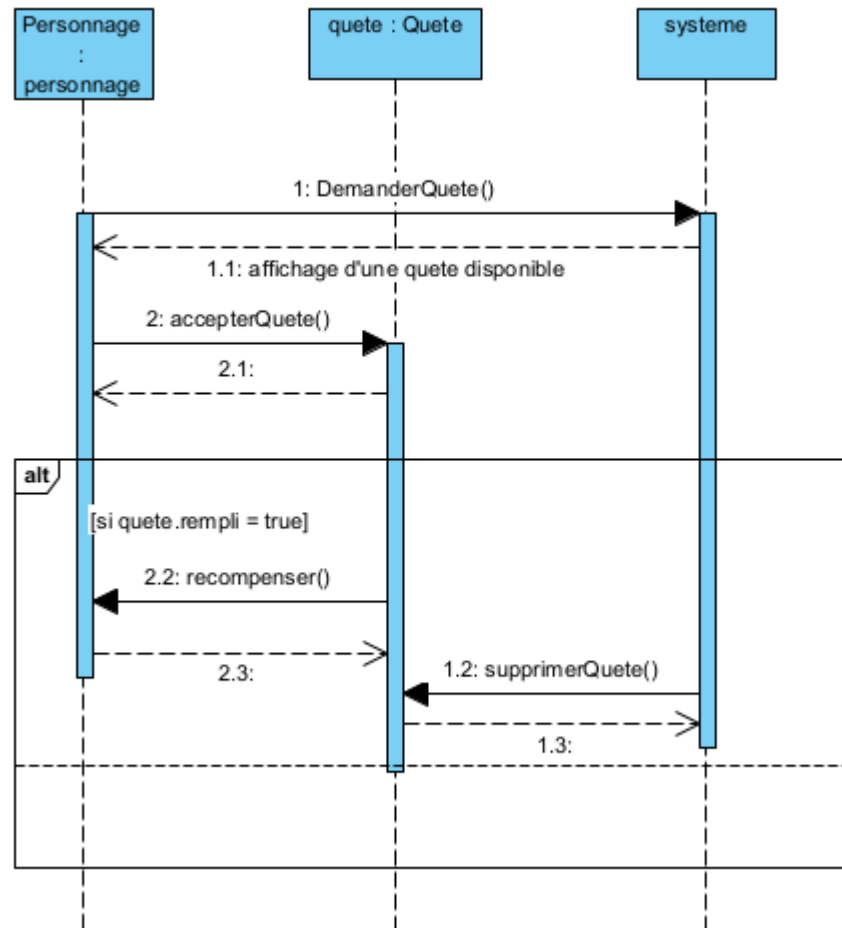 Personnage
:
personnage
quete : Quete
systeme
1: DemanderQuete()
1.1: affichage d'une quete disponible
2: accepterQuete()
2.1:
alt
[si quete.rempli = true]
2.2: recompenser()
2.3:
1.2: supprimerQuete()
1.3: